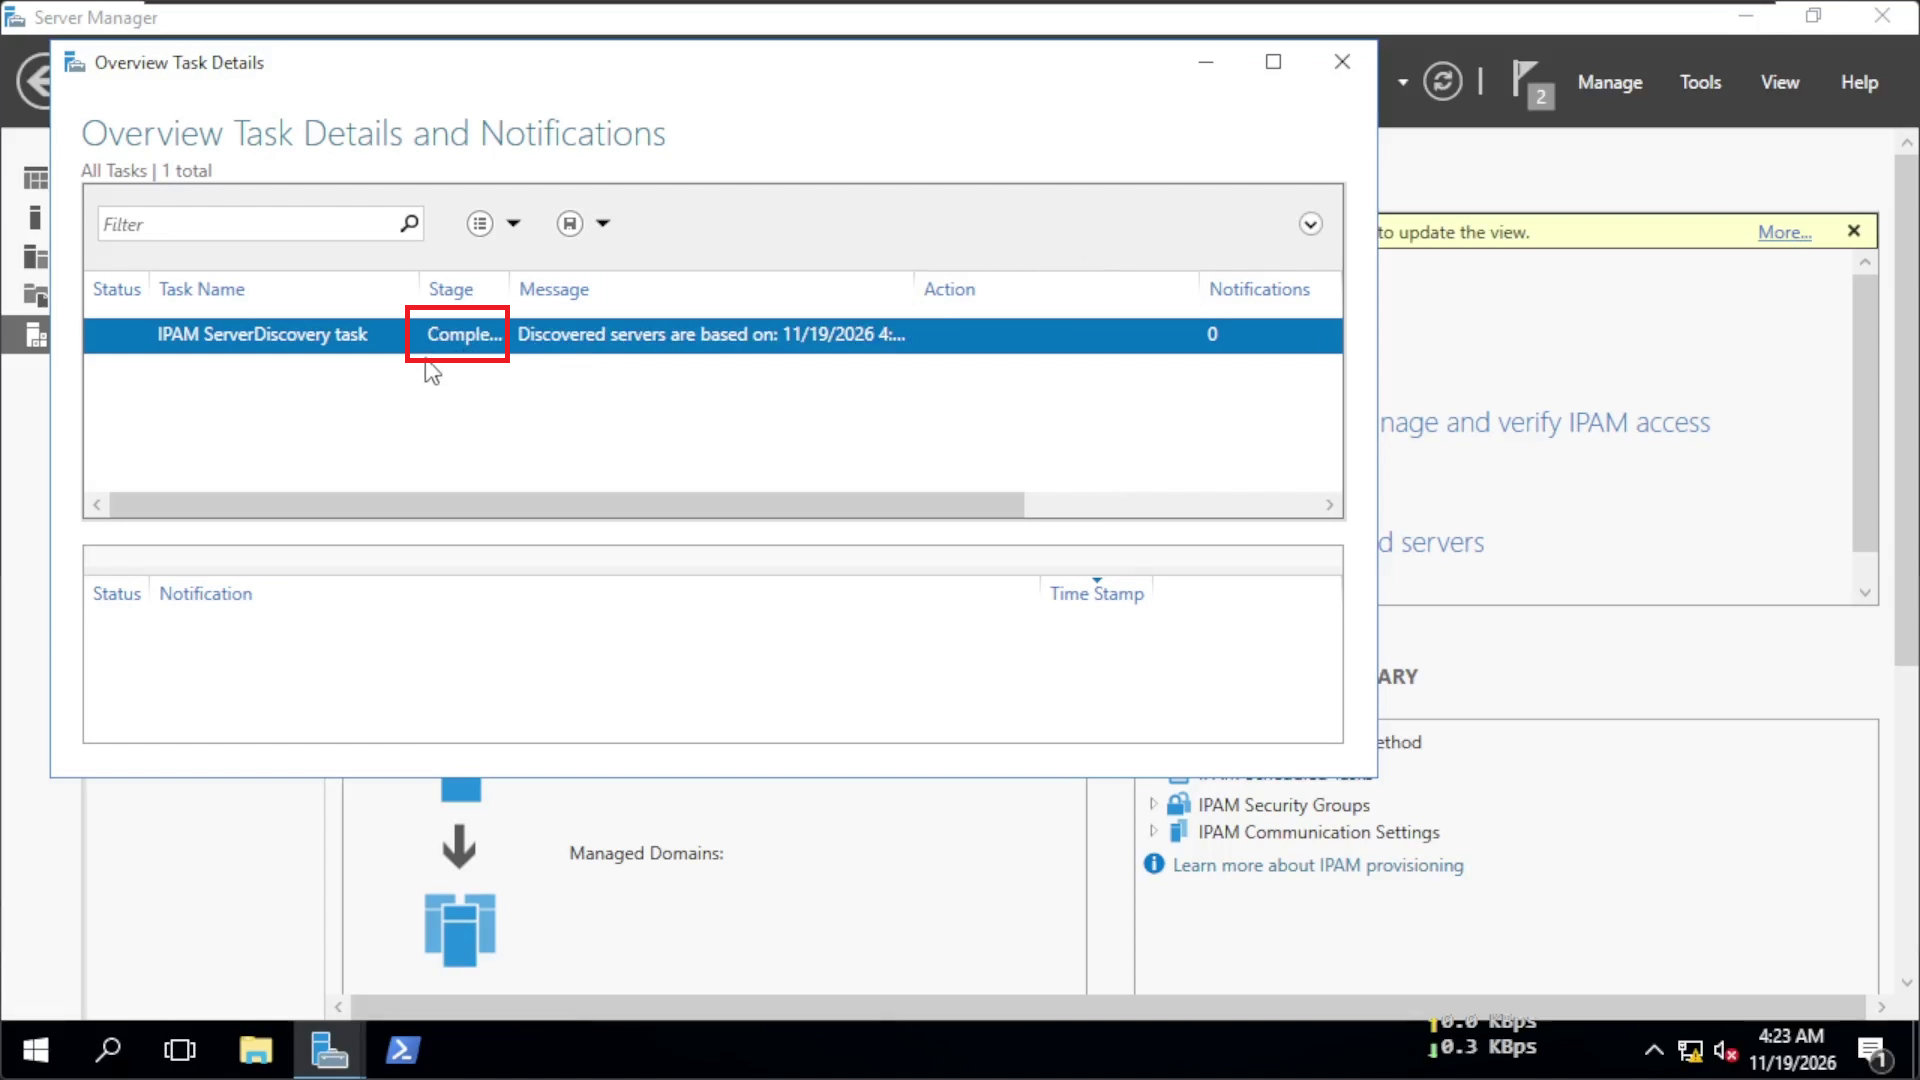 Server Manager
Overview Task Details
2
Manage
Tools
View
Help
Overview Task Details and Notifications
All Tasks | 1 total
Filter
to update the view.
More...
Status
Task Name
Stage
Message
Action
Notifications
IPAM ServerDiscovery task
Comple...
Discovered servers are based on: 11/19/2026 4:...
0
nage and verify IPAM access
d servers
Status
Notification
Time Stamp
ARY
ethod
IPAM Security Groups
IPAM Communication Settings
Managed Domains:
Learn more about IPAM provisioning
0.0 KBps
0.3 KBps
4:23 AM
11/19/2026
1